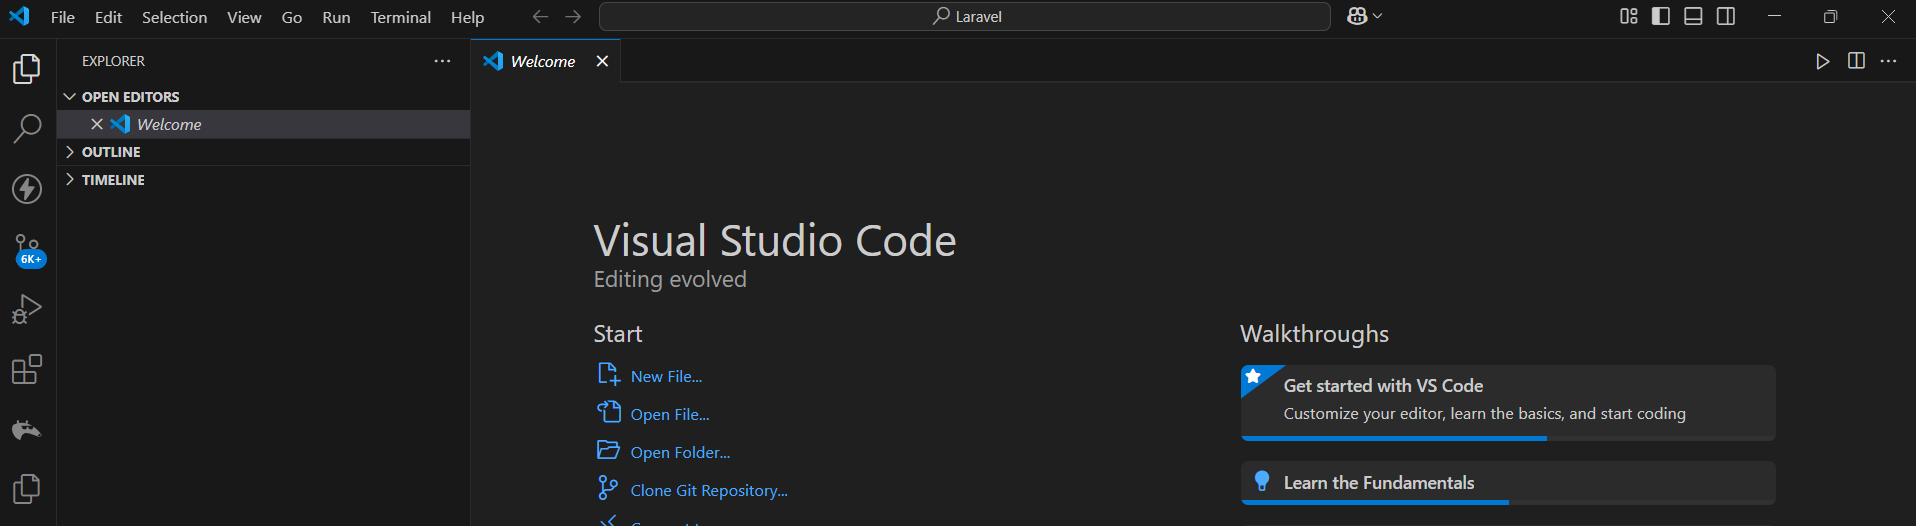 File Edit Selection View Go Run Terminal Help Laravel
EXPLORER
Welcome
OPEN EDITORS
Welcome
OUTLINE
TIMELINE
6K+
Visual Studio Code
Editing evolved
Start
New File...
Open File...
Open Folder...
Clone Git Repository...
Walkthroughs
Get started with VS Code
Customize your editor, learn the basics, and start coding
Learn the Fundamentals